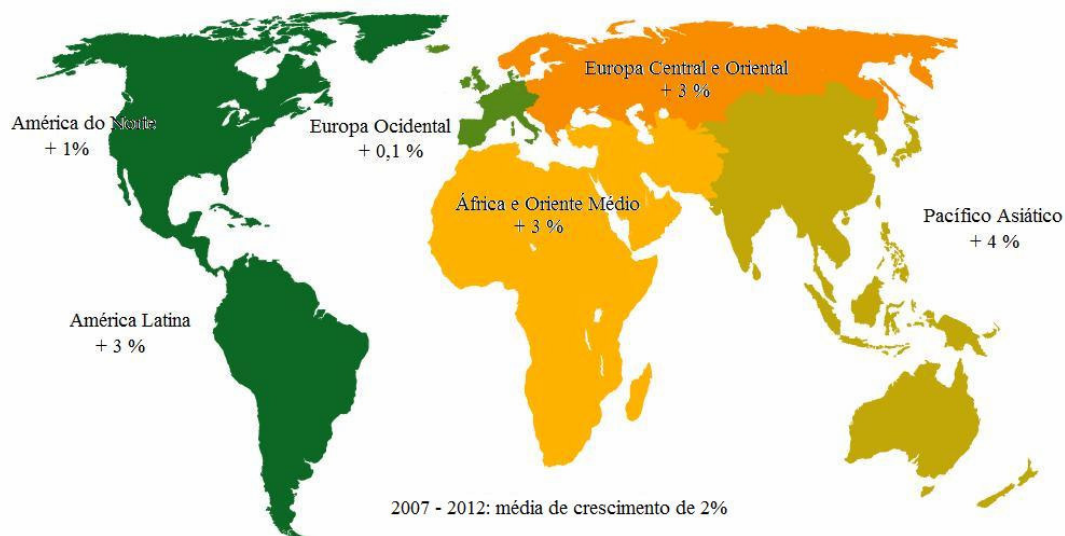 Europa Central e Oriental
+ 3 %
América do Norte
+ 1%
Europa Ocidental
+ 0,1 %
África e Oriente Médio
+ 3 %
Pacífico Asiático
+ 4 %
América Latina
+ 3 %
2007 - 2012: média de crescimento de 2%